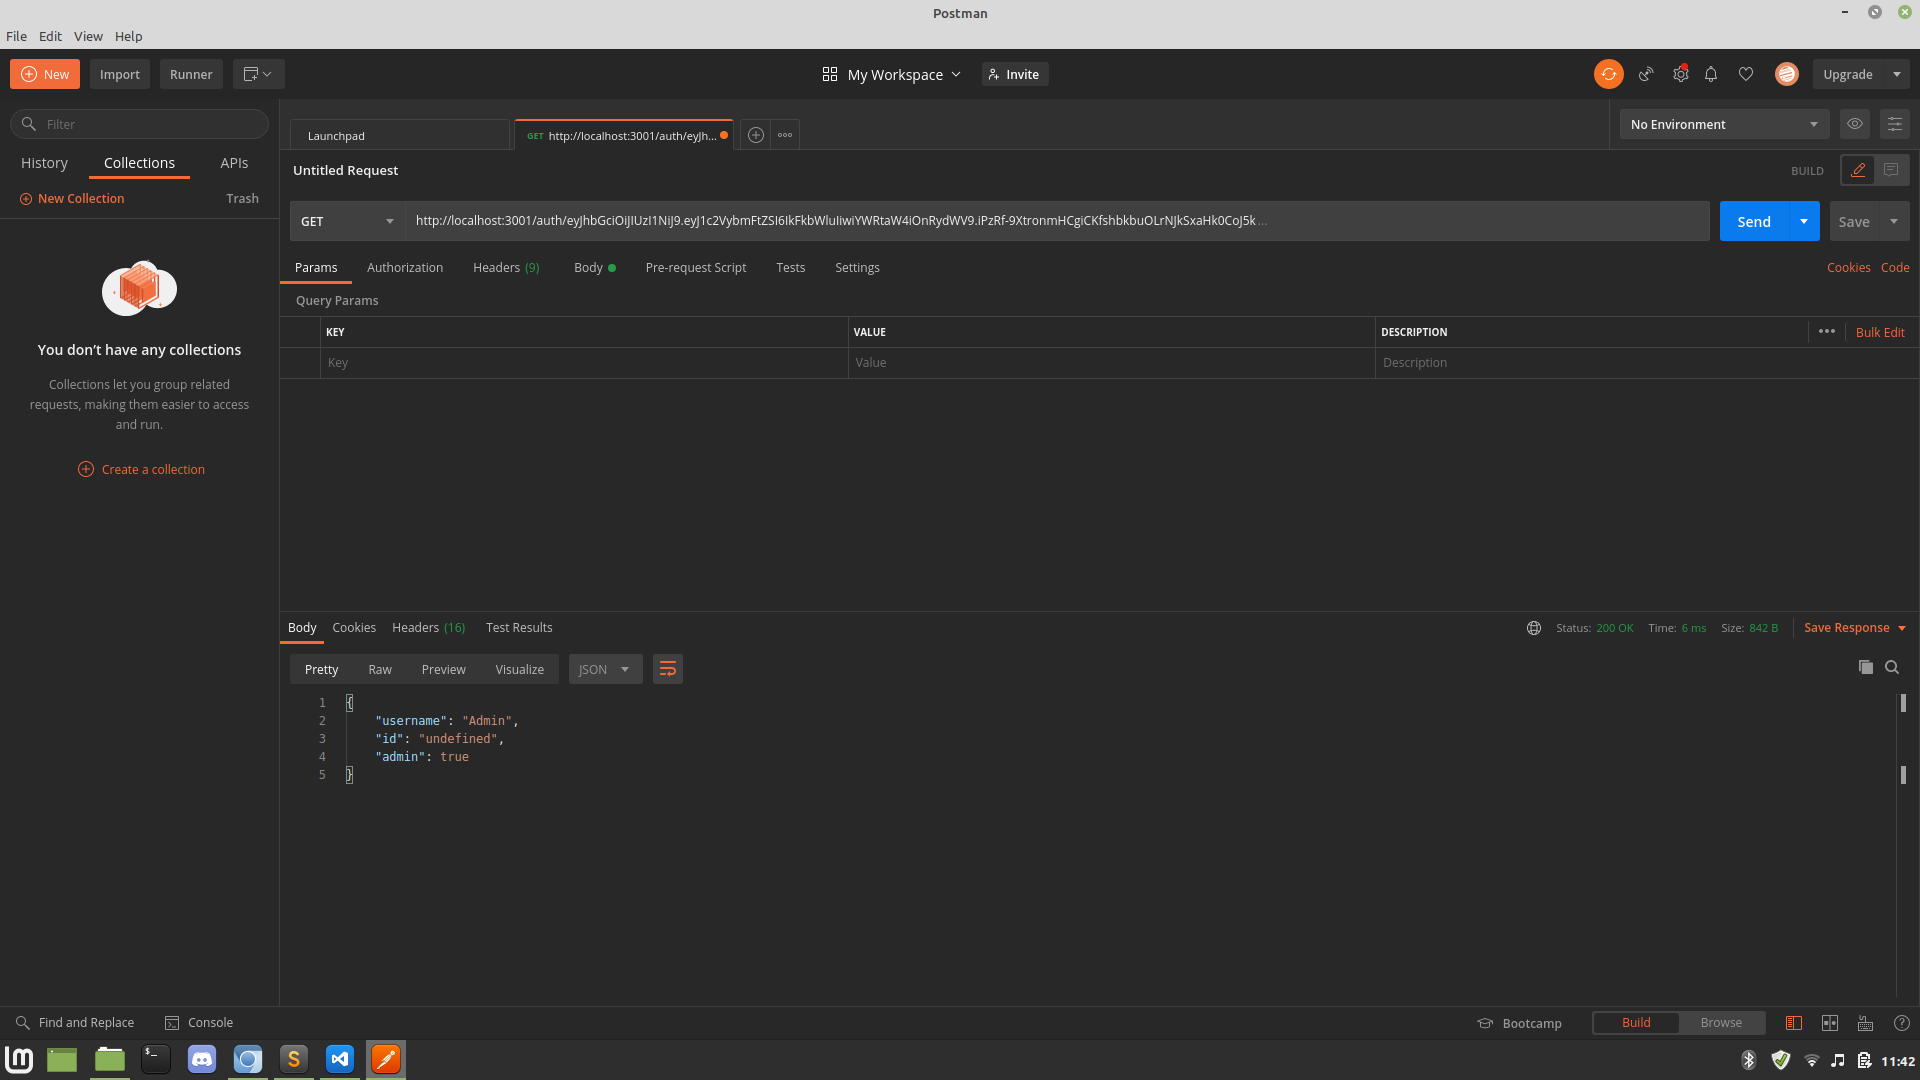 Postman
File Edit View Help
New Import Runner My Workspace Invite Upgrade
Filter
History Collections APIs
New Collection Trash
You don’t have any collections
Collections let you group related
requests, making them easier to access
and run.
Create a collection
Launchpad GET http://localhost:3001/auth/eyJh... No Environment
Untitled Request BUILD
GET http://localhost:3001/auth/eyJhbGciOiJIUzI1NiJ9.eyJ1c2VybmFtZSI6IkFkbWluIiwiYWRtaW4iOnRydWV9.iPzRf-9XtronmHCgiCKfshbkbuOLrNJkSxaHk0CoJ5k ... Send Save
Params Authorization Headers (9) Body Pre-request Script Tests Settings Cookies Code
Query Params
KEY VALUE DESCRIPTION ••• Bulk Edit
Key Value Description
Body Cookies Headers (16) Test Results Status: 200 OK Time: 6 ms Size: 842 B Save Response
Pretty Raw Preview Visualize JSON
1 {
2 "username": "Admin",
3 "id": "undefined",
4 "admin": true
5 }
Find and Replace Console Bootcamp Build Browse
11:42